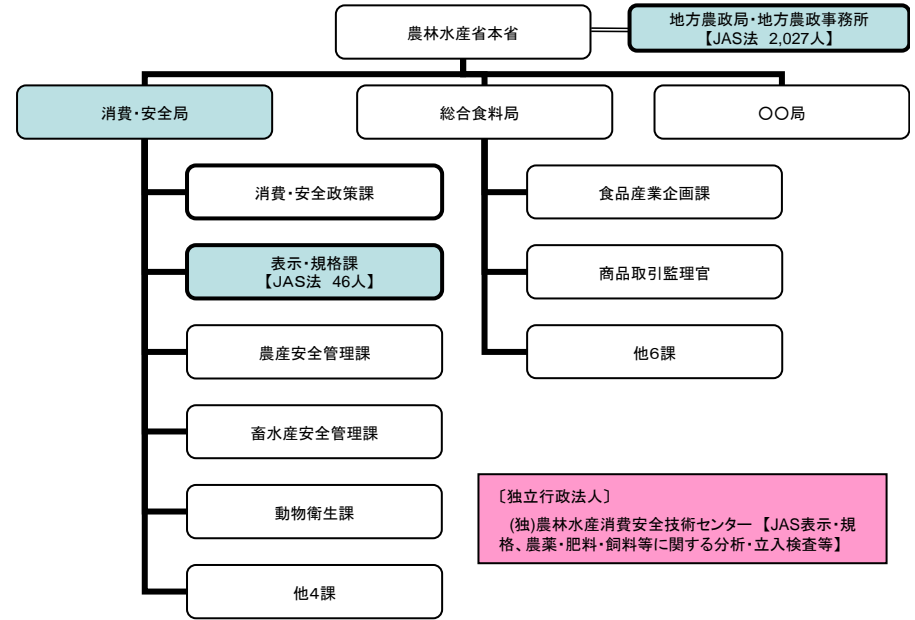 農林水産省本省
地方農政局・地方農政事務所
【JAS法 2,027人】
消費・安全局
総合食料局
〇〇局
消費・安全政策課
食品産業企画課
表示・規格課
【JAS法 46人】
商品取引監理官
農産安全管理課
他6課
畜水産安全管理課
動物衛生課
他4課
〔独立行政法人〕
(独)農林水産消費安全技術センター 【JAS表示・規
格、農薬・肥料・飼料等に関する分析・立入検査等】